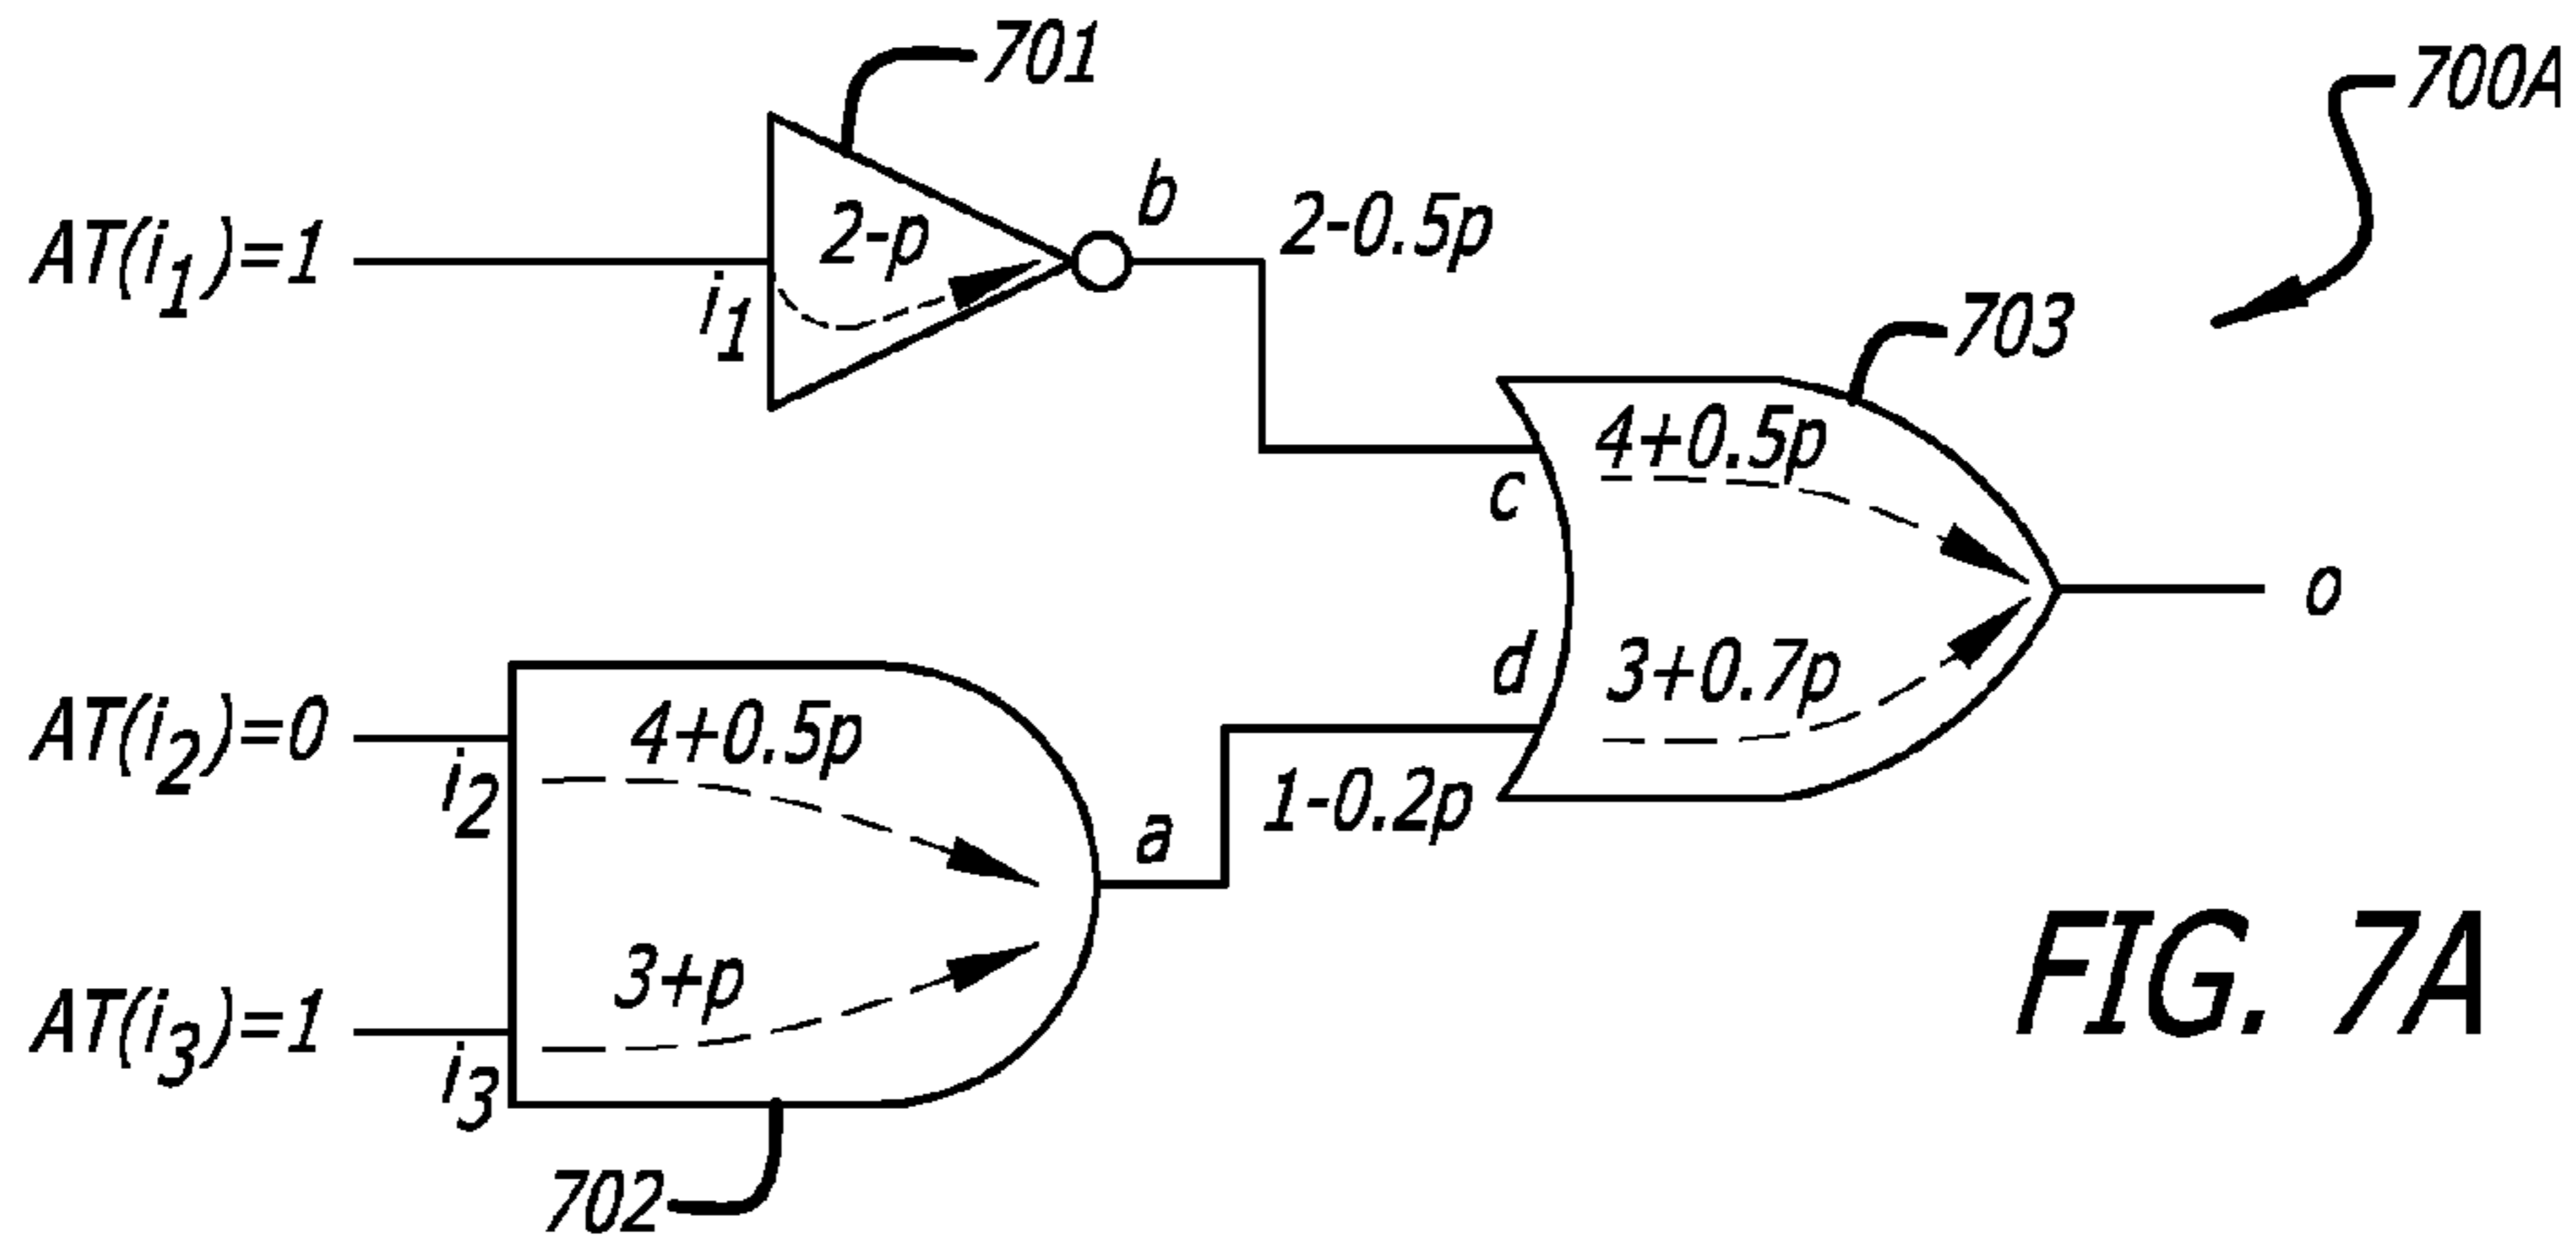 701
700A
AT(i1)=1
i1
2-p
b
2-0.5p
703
4+0.5p
c
o
d
3+0.7p
AT(i2)=0
i2
4+0.5p
a
1-0.2p
3+p
AT(i3)=1
i3
702
FIG. 7A